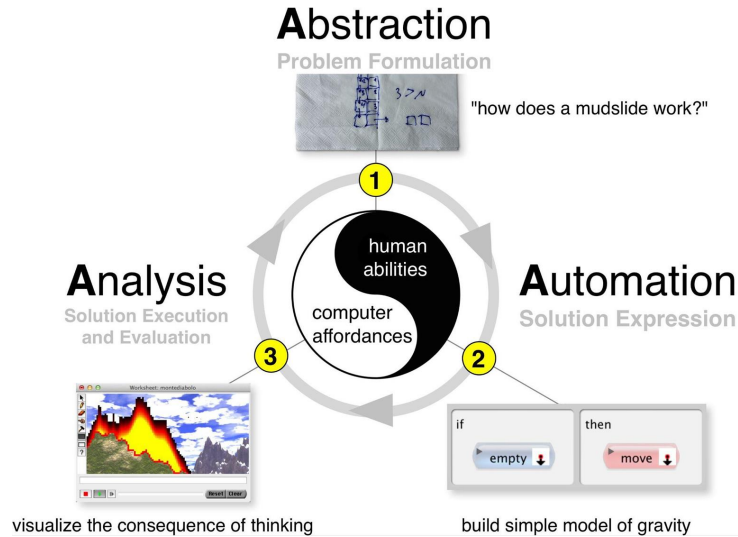 Abstraction
Problem Formulation
3 > N
"how does a mudslide work?"
1
human
abilities
computer
affordances
Automation
Solution Expression
2
if
then
empty
move
build simple model of gravity
Analysis
Solution Execution
and Evaluation
3
Worksheet: montediabolo
?
Reset Clear
visualize the consequence of thinking